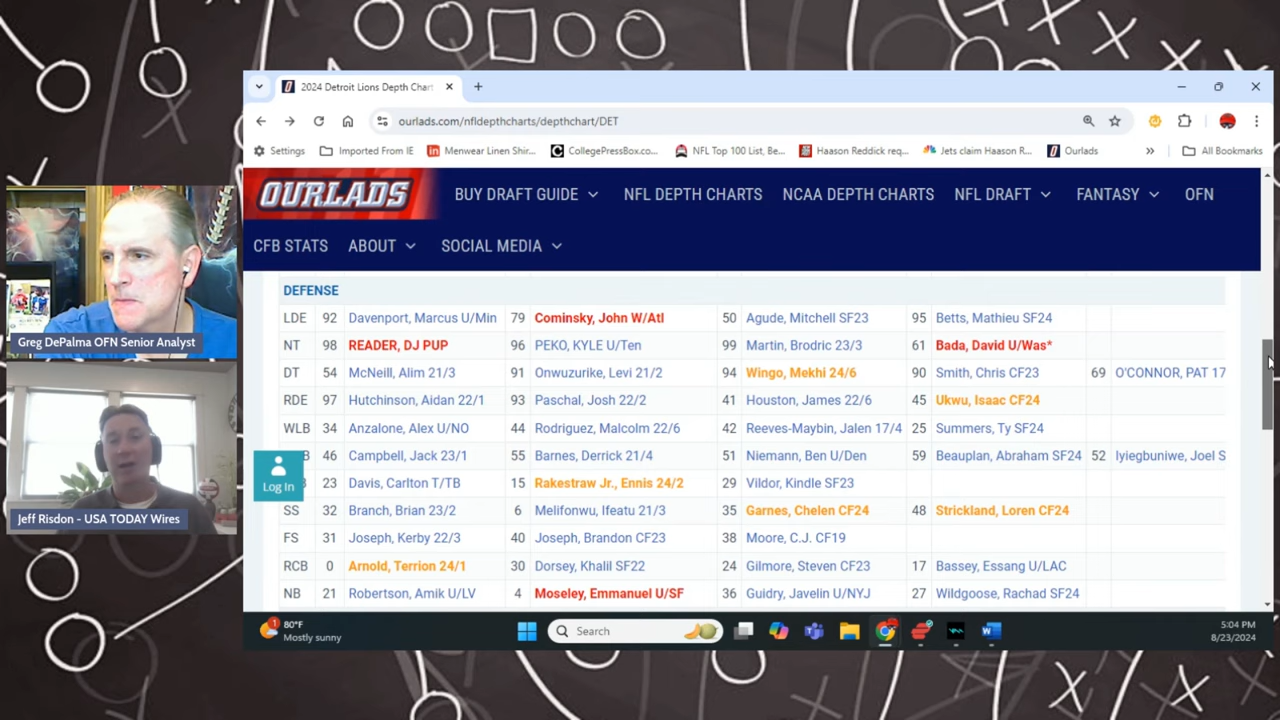 2024 Detroit Lions Depth Chart
ourlads.com/nfldepthcharts/depthchart/DET
Settings Imported From IE Menwear Linen Shir... CollegePressBox.co... NFL Top 100 List, Be... Haason Reddick req... Jets claim Haason R... Ourlads » All Bookmarks
OURLADS BUY DRAFT GUIDE NFL DEPTH CHARTS NCAA DEPTH CHARTS NFL DRAFT FANTASY OFN
CFB STATS ABOUT SOCIAL MEDIA
DEFENSE
LDE 92 Davenport, Marcus U/Min 79 Cominsky, John W/Atl 50 Agude, Mitchell SF23 95 Betts, Mathieu SF24
NT 98 READER, DJ PUP 96 PEKO, KYLE U/Ten 99 Martin, Brodric 23/3 61 Bada, David U/Was*
DT 54 McNeill, Alim 21/3 91 Onwuzurike, Levi 21/2 94 Wingo, Mekhi 24/6 90 Smith, Chris CF23 69 O'CONNOR, PAT 17
RDE 97 Hutchinson, Aidan 22/1 93 Paschal, Josh 22/2 41 Houston, James 22/6 45 Ukwu, Isaac CF24
WLB 34 Anzalone, Alex U/NO 44 Rodriguez, Malcolm 22/6 42 Reeves-Maybin, Jalen 17/4 25 Summers, Ty SF24
B 46 Campbell, Jack 23/1 55 Barnes, Derrick 21/4 51 Niemann, Ben U/Den 59 Beauplan, Abraham SF24 52 Iyiegbuniwe, Joel S
23 Davis, Carlton T/TB 15 Rakestraw Jr., Ennis 24/2 29 Vildor, Kindle SF23
SS 32 Branch, Brian 23/2 6 Melifonwu, Ifeatu 21/3 35 Garnes, Chelen CF24 48 Strickland, Loren CF24
FS 31 Joseph, Kerby 22/3 40 Joseph, Brandon CF23 38 Moore, C.J. CF19
RCB 0 Arnold, Terrion 24/1 30 Dorsey, Khalil SF22 24 Gilmore, Steven CF23 17 Bassey, Essang U/LAC
NB 21 Robertson, Amik U/LV 4 Moseley, Emmanuel U/SF 36 Guidry, Javelin U/NYJ 27 Wildgoose, Rachad SF24
Log In
Greg DePalma OFN Senior Analyst
Jeff Risdon - USA TODAY Wires
1
80°F
Mostly sunny
Search
5:04 PM
8/23/2024